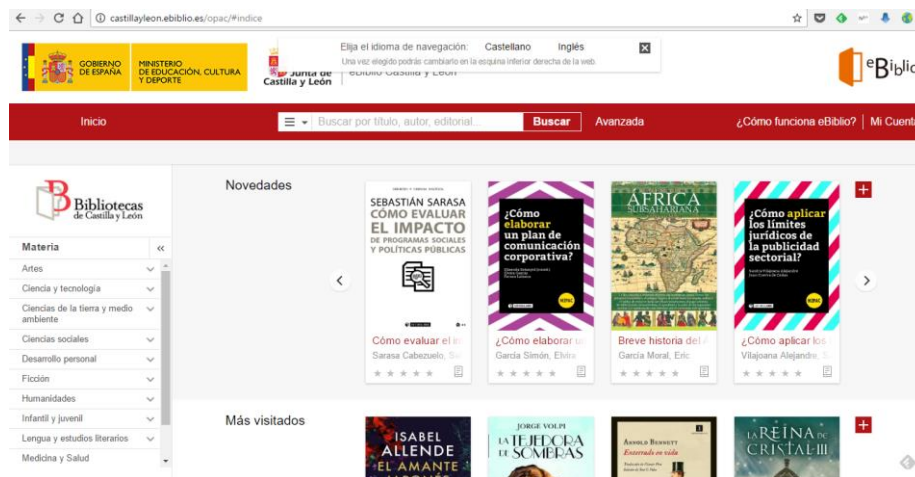 castillayleon.ebiblio.es/opac/#indice
GOBIERNO
DE ESPAÑA
MINISTERIO
DE EDUCACIÓN, CULTURA
Y DEPORTE
Junta de
Castilla y León
eBiblio Castilla y León
Elija el idioma de navegación: Castellano Inglés
Una vez elegido podrás cambiarlo en la esquina inferior derecha de la web.
eBiblio
Inicio
Buscar por título, autor, editorial...
Buscar
Avanzada
¿Cómo funciona eBiblio?
Mi Cuenta
Bibliotecas
de Castilla y León
Materia
Artes
Ciencia y tecnología
Ciencias de la tierra y medio
ambiente
Ciencias sociales
Desarrollo personal
Ficción
Humanidades
Infantil y juvenil
Lengua y estudios literarios
Medicina y Salud
Novedades
SEBASTIÁN SARASA
CÓMO EVALUAR
EL IMPACTO
DE PROGRAMAS SOCIALES
Y POLÍTICAS PÚBLICAS
Cómo evaluar el i
Sarasa Cabezuelo, S
¿Cómo
elaborar
un plan de
comunicación
corporativa?
¿Cómo elaborar u
García Simón, Elvira
ÁFRICA
SUBSAHARIANA
Breve historia del
García Moral, Eric
¿Cómo aplicar
los límites
jurídicos de
la publicidad
sectorial?
¿Cómo aplicar los
Vilajoana Alejandre, S
Más visitados
ISABEL
ALLENDE
EL AMANTE
JAPONÉS
JORGE VOLPI
LA TEJEDORA
DE SOMBRAS
ARNOLD BENNETT
Enterrado en vida
LA REINA DE
CRISTAL III